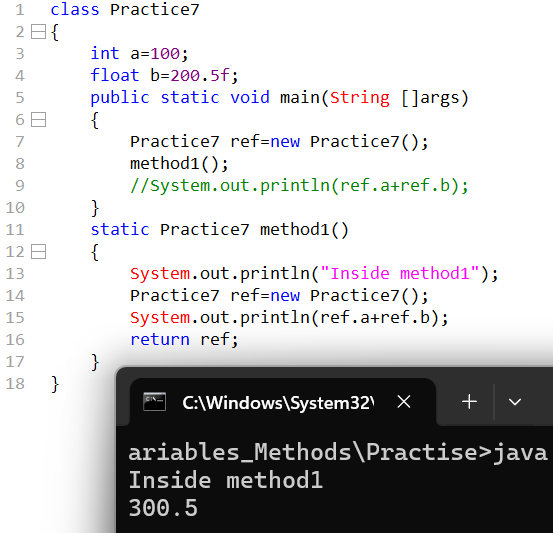 1 class Practice7
2 {
3 int a=100;
4 float b=200.5f;
5 public static void main(String []args)
6 {
7 Practice7 ref=new Practice7();
8 method1();
9 //System.out.println(ref.a+ref.b);
10 }
11 static Practice7 method1()
12 {
13 System.out.println("Inside method1");
14 Practice7 ref=new Practice7();
15 System.out.println(ref.a+ref.b);
16 return ref;
17 }
18 }
C:\Windows\System32\
ariables_Methods\Practise>java
Inside method1
300.5